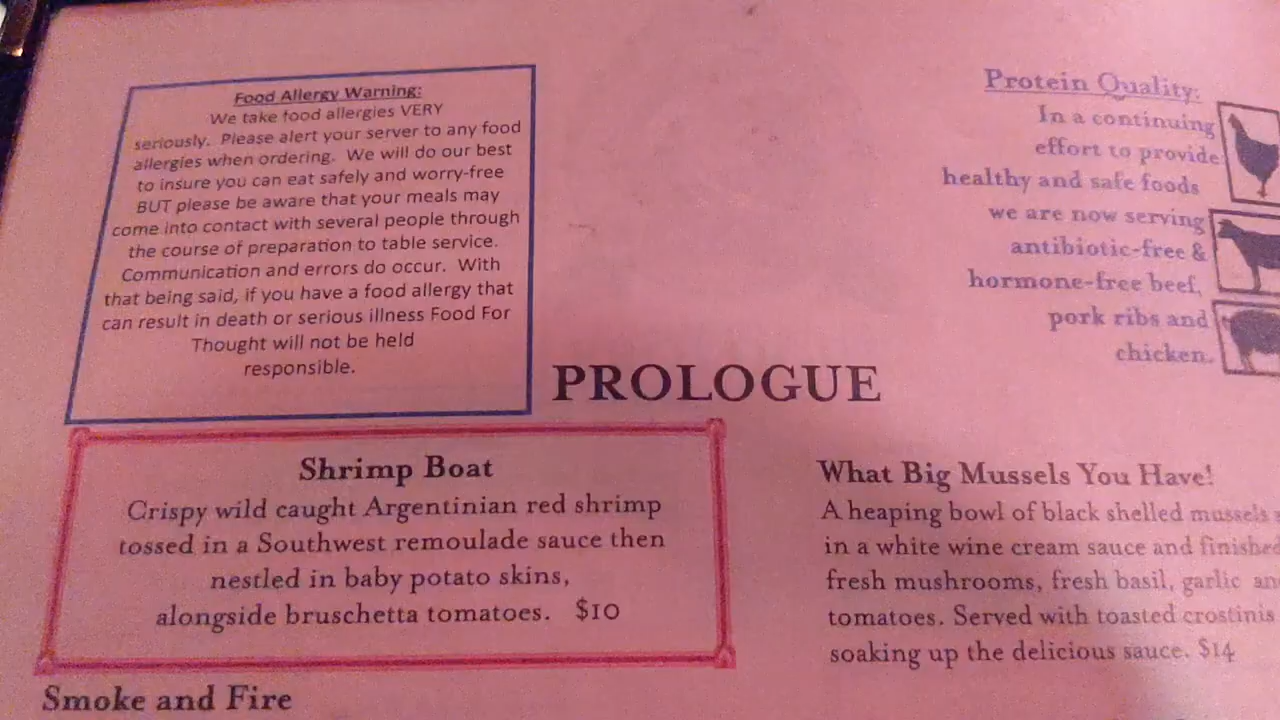 Food Allergy Warning:
We take food allergies VERY
seriously. Please alert your server to any food
allergies when ordering. We will do our best
to insure you can eat safely and worry-free
BUT please be aware that your meals may
come into contact with several people through
the course of preparation to table service.
Communication and errors do occur. With
that being said, if you have a food allergy that
can result in death or serious illness Food For
Thought will not be held
responsible.
Protein Quality:
In a continuing
effort to provide
healthy and safe foods
we are now serving
antibiotic-free &
hormone-free beef,
pork ribs and
chicken.
PROLOGUE
Shrimp Boat
Crispy wild caught Argentinian red shrimp
tossed in a Southwest remoulade sauce then
nestled in baby potato skins,
alongside bruschetta tomatoes. $10
What Big Mussels You Have!
A heaping bowl of black shelled mussels
in a white wine cream sauce and finished
fresh mushrooms, fresh basil, garlic
tomatoes. Served with toasted crostinis
soaking up the delicious sauce. $14
Smoke and Fire